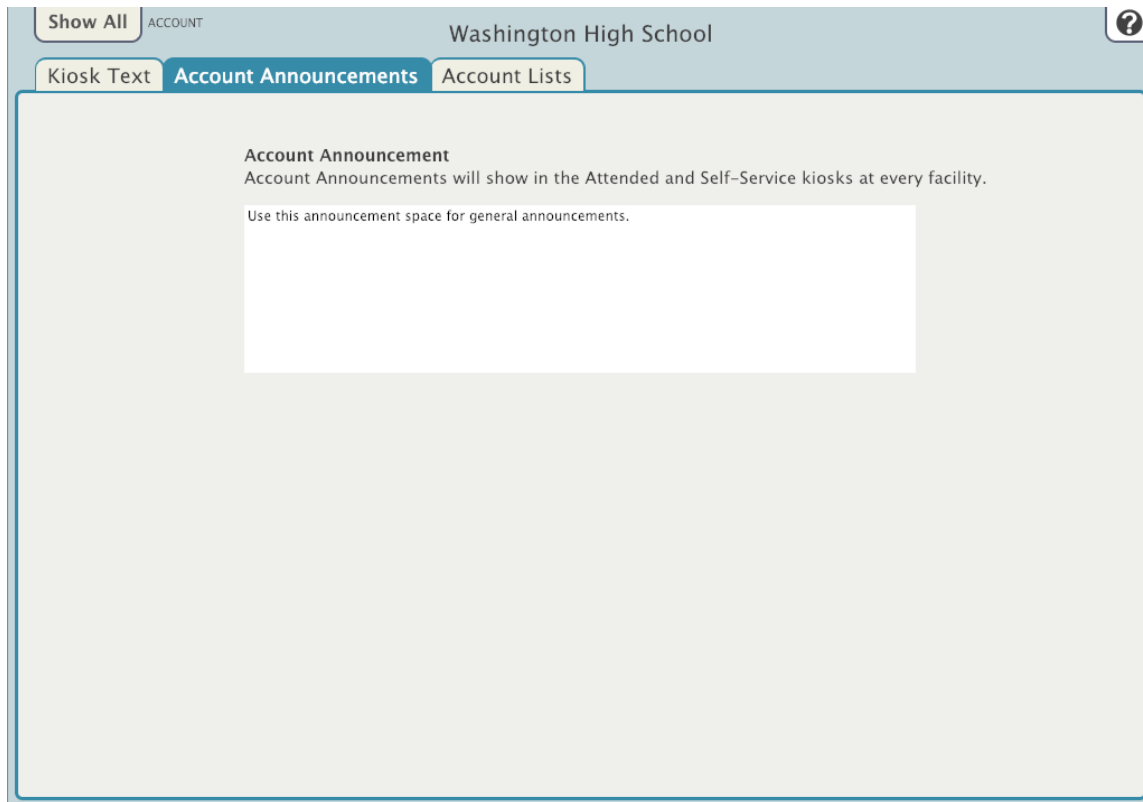 Show All
ACCOUNT
Washington High School
?
Kiosk Text
Account Announcements
Account Lists
Account Announcement
Account Announcements will show in the Attended and Self-Service kiosks at every facility.
Use this announcement space for general announcements.